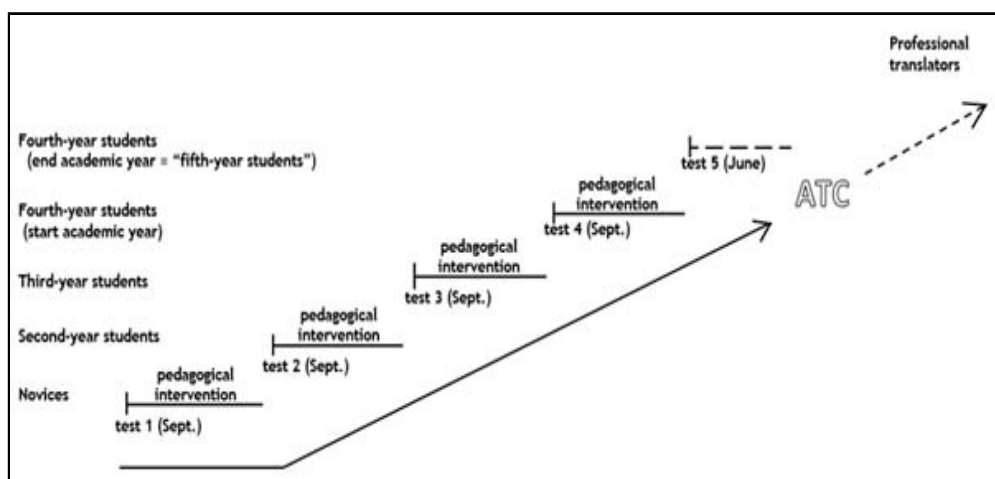 Professional
translators
Fourth-year students
(end academic year = "fifth-year students")
test 5 (June)
ATC
pedagogical
intervention
Fourth-year students
(start academic year)
test 4 (Sept.)
pedagogical
intervention
Third-year students
test 3 (Sept.)
pedagogical
intervention
Second-year students
test 2 (Sept.)
pedagogical
intervention
Novices
test 1 (Sept.)